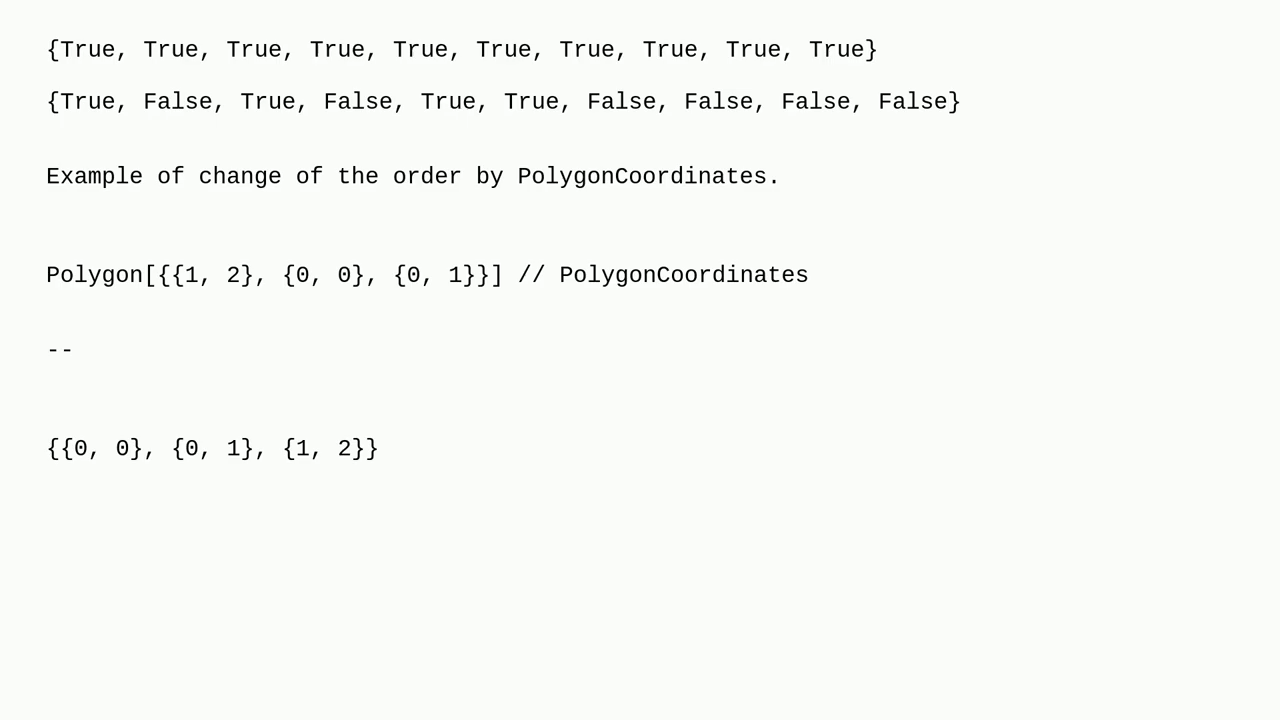 {True, True, True, True, True, True, True, True, True, True}
{True, False, True, False, True, True, False, False, False, False}
Example of change of the order by PolygonCoordinates.
Polygon[{{1, 2}, {0, 0}, {0, 1}}] // PolygonCoordinates
--
{{0, 0}, {0, 1}, {1, 2}}